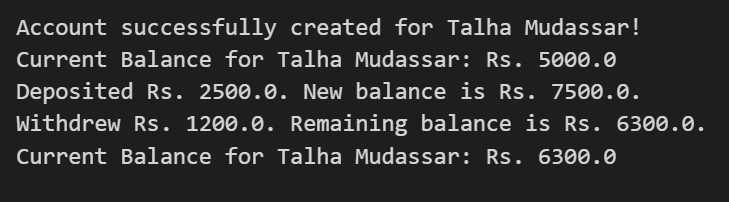 Account successfully created for Talha Mudassar!
Current Balance for Talha Mudassar: Rs. 5000.0
Deposited Rs. 2500.0. New balance is Rs. 7500.0.
Withdrew Rs. 1200.0. Remaining balance is Rs. 6300.0.
Current Balance for Talha Mudassar: Rs. 6300.0